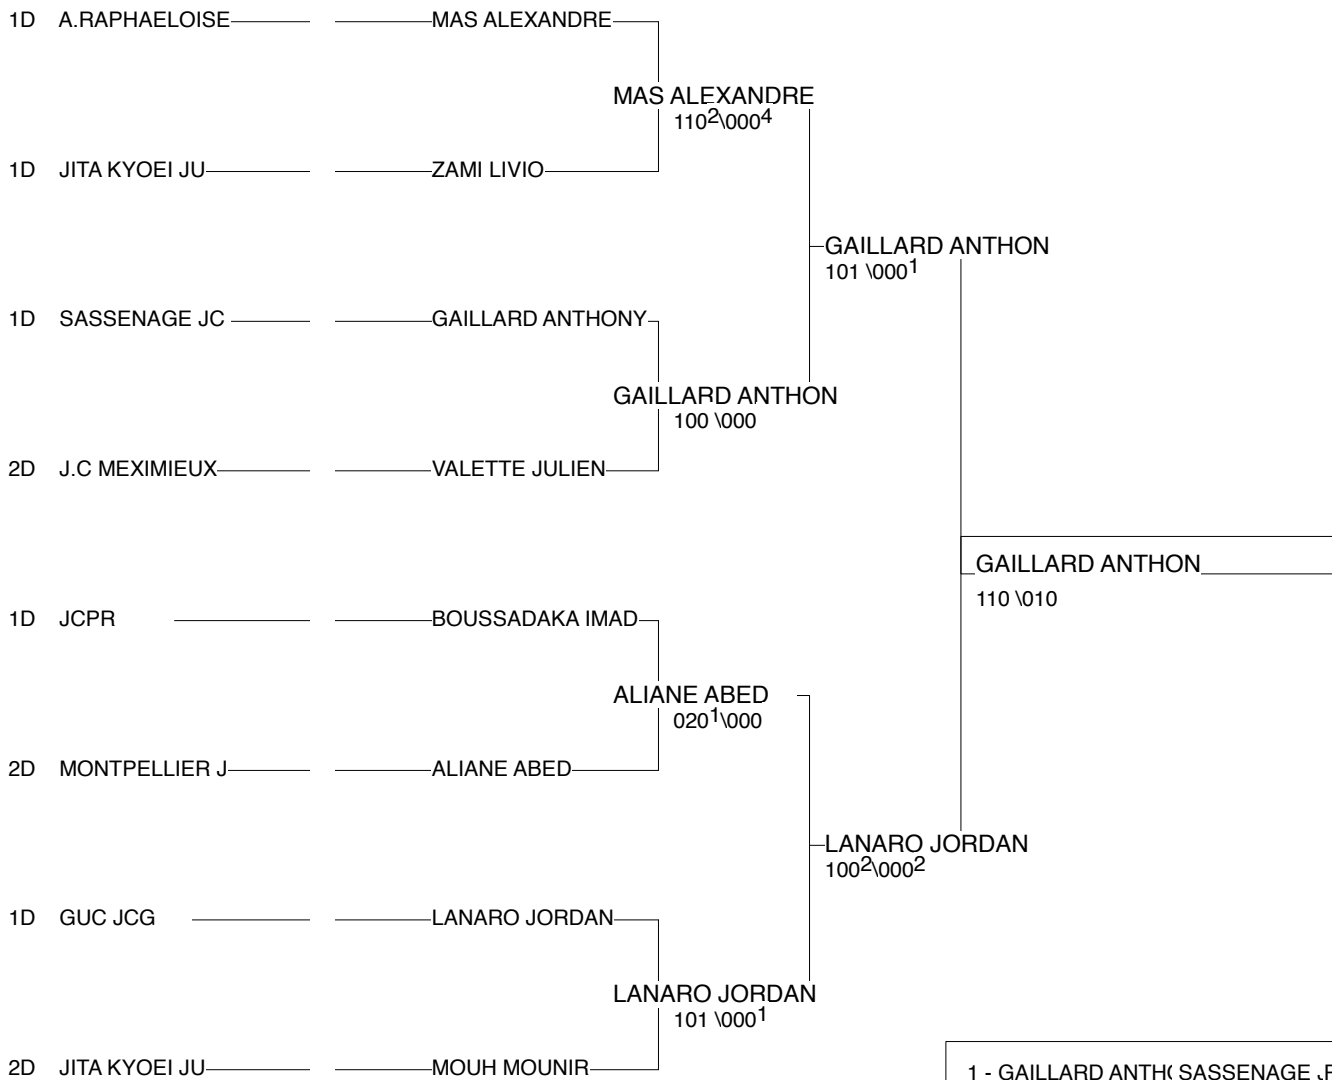 1D A.RAPHAELOISE MAS ALEXANDRE
MAS ALEXANDRE
110²\000⁴
1D JITA KYOEI JU ZAMI LIVIO
GAILLARD ANTHON
101 \000¹
1D SASSENAGE JC GAILLARD ANTHONY
GAILLARD ANTHON
100 \000
2D J.C MEXIMIEUX VALETTE JULIEN
GAILLARD ANTHON
110 \010
1D JCPR BOUSSADAKA IMAD
ALIANE ABED
020¹\000
2D MONTPELLIER J ALIANE ABED
LANARO JORDAN
100²\000²
1D GUC JCG LANARO JORDAN
LANARO JORDAN
101 \000¹
2D JITA KYOEI JU MOUH MOUNIR
1 - GAILLARD ANTH SASSENAGE